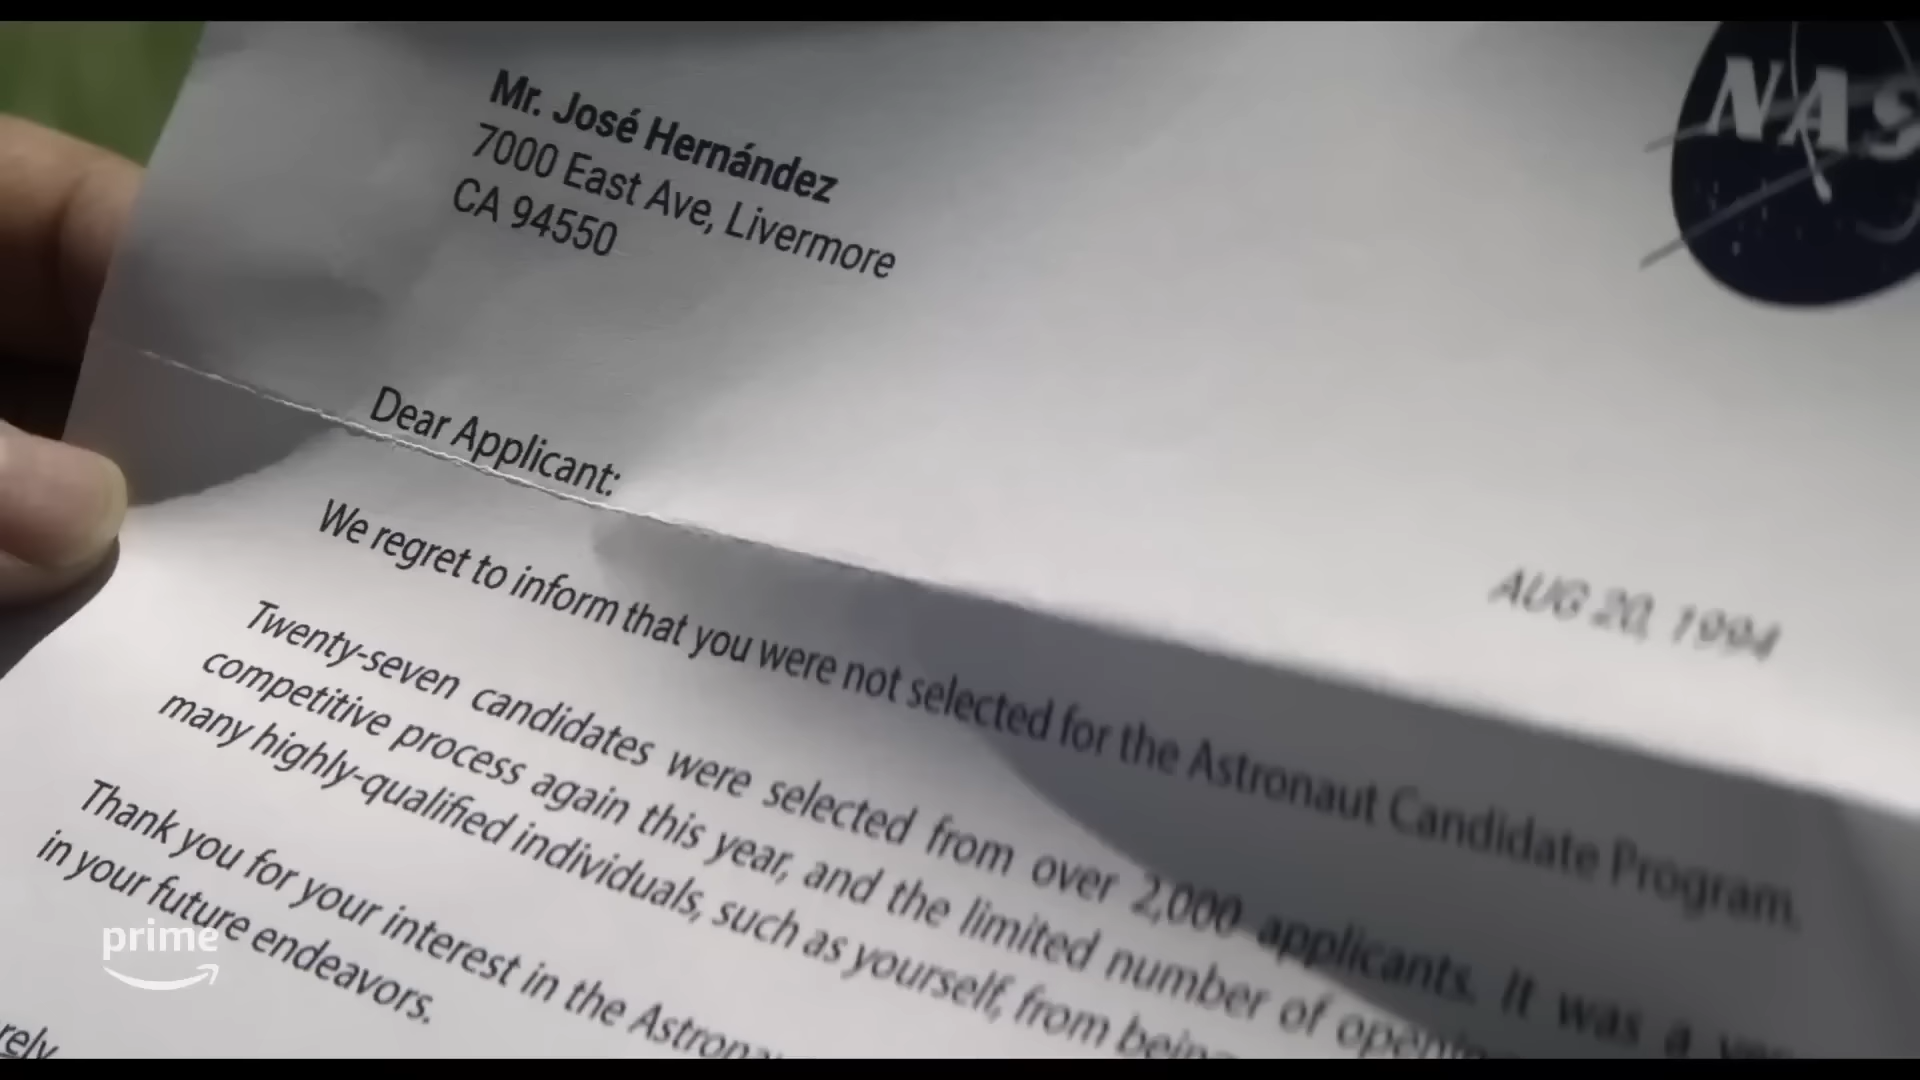 NAS
Mr. José Hernández
7000 East Ave, Livermore
CA 94550
AUG 20, 1994
Dear Applicant:
We regret to inform that you were not selected for the Astronaut Candidate Program.
Twenty-seven candidates were selected from over 2,000 applicants. It was a
competitive process again this year, and the limited number of
many highly-qualified individuals, such as yourself, from
Thank you for your interest in the
in your future endeavors.
prime